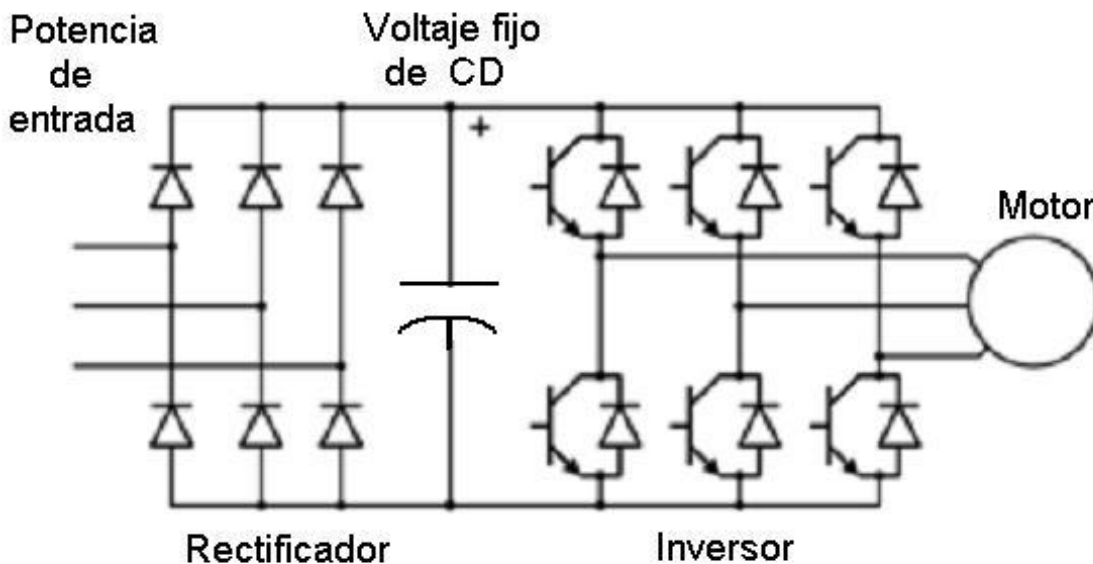 Potencia
de
entrada
Voltaje fijo
de CD
+
Motor
Rectificador
Inversor